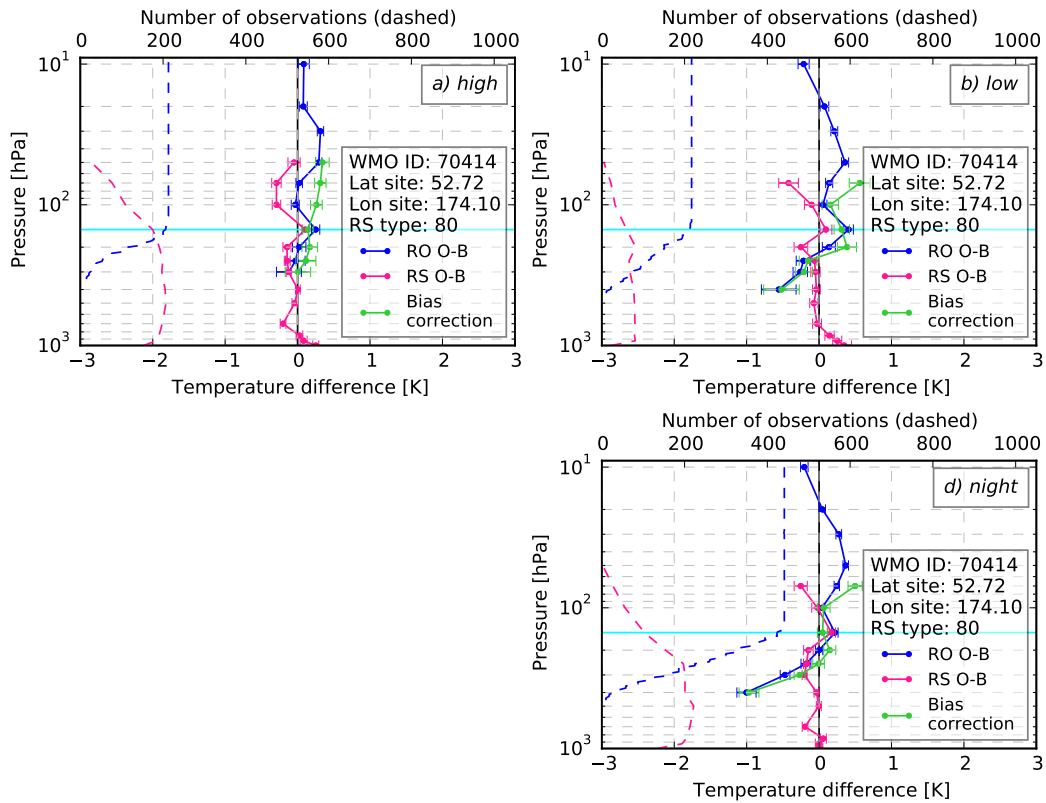 Number of observations (dashed)
0 200 400 600 800 1000
10¹
10²
10³
Pressure [hPa]
a) high
WMO ID: 70414
Lat site: 52.72
Lon site: 174.10
RS type: 80
RO O-B
RS O-B
Bias
correction
−3 −2 −1 0 1 2 3
Temperature difference [K]
Number of observations (dashed)
0 200 400 600 800 1000
10¹
10²
10³
Pressure [hPa]
b) low
WMO ID: 70414
Lat site: 52.72
Lon site: 174.10
RS type: 80
RO O-B
RS O-B
Bias
correction
−3 −2 −1 0 1 2 3
Temperature difference [K]
Number of observations (dashed)
0 200 400 600 800 1000
10¹
10²
10³
Pressure [hPa]
d) night
WMO ID: 70414
Lat site: 52.72
Lon site: 174.10
RS type: 80
RO O-B
RS O-B
Bias
correction
−3 −2 −1 0 1 2 3
Temperature difference [K]